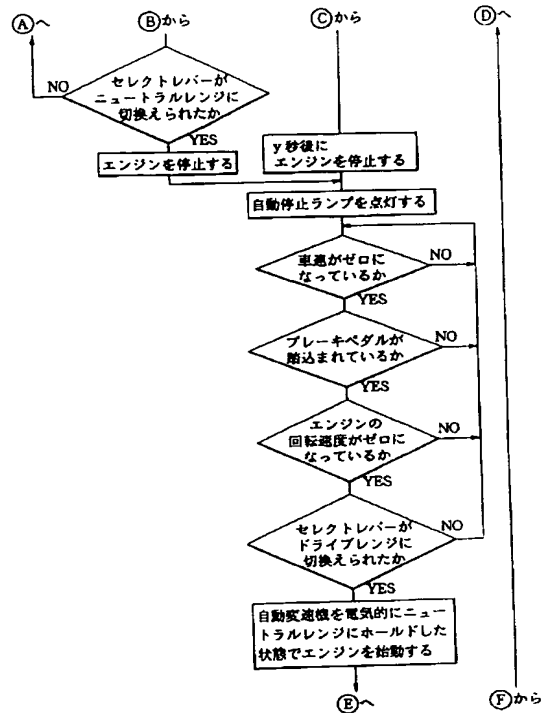 Ⓐへ
Ⓑから
Ⓒから
Ⓓへ
NO
セレクトレバーが
ニュートラルレンジに
切換えられたか
YES
エンジンを停止する
y秒後に
エンジンを停止する
自動停止ランプを点灯する
車速がゼロに
なっているか
NO
YES
ブレーキペダルが
踏込まれているか
NO
YES
エンジンの
回転速度がゼロに
なっているか
NO
YES
セレクトレバーが
ドライブレンジに
切換えられたか
NO
YES
自動変速機を電気的にニュー
トラルレンジにホールドした
状態でエンジンを始動する
Ⓔへ
Ⓕから